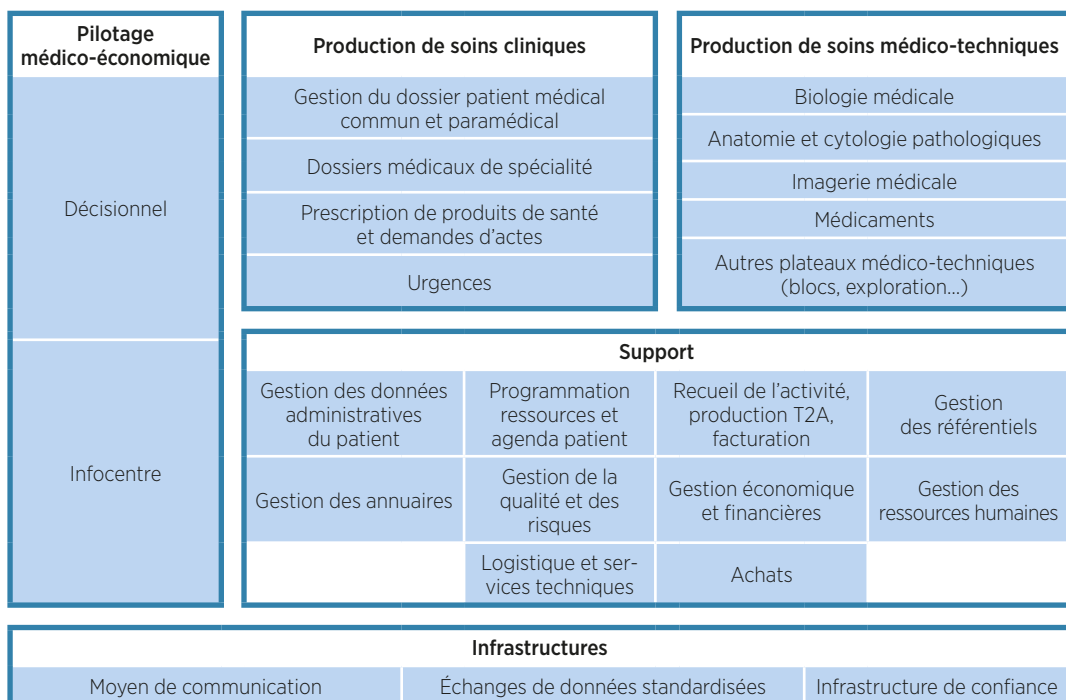 Pilotage
médico-économique
Décisionnel
Infocentre
Production de soins cliniques
Gestion du dossier patient médical
commun et paramédical
Dossiers médicaux de spécialité
Prescription de produits de santé
et demandes d'actes
Urgences
Production de soins médico-techniques
Biologie médicale
Anatomie et cytologie pathologiques
Imagerie médicale
Médicaments
Autres plateaux médico-techniques
(blocs, exploration...)
Support
Gestion des données
administratives
du patient
Programmation
ressources et
agenda patient
Recueil de l'activité,
production T2A,
facturation
Gestion
des référentiels
Gestion des annuaires
Gestion de la
qualité et des
risques
Gestion économique
et financières
Gestion des
ressources humaines
Logistique et ser-
vices techniques
Achats
Infrastructures
Moyen de communication
Échanges de données standardisées
Infrastructure de confiance